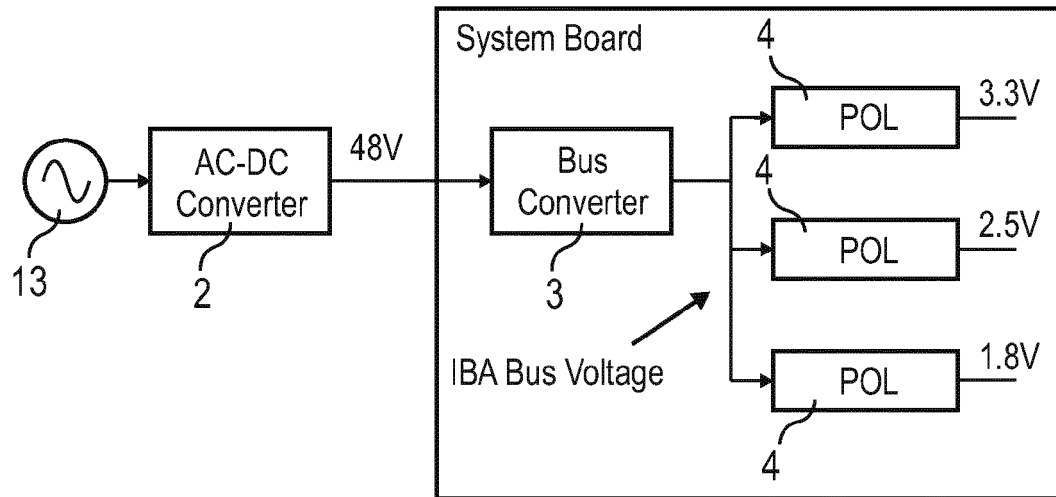 System Board
4
POL
3.3V
AC-DC
Converter
48V
Bus
Converter
4
POL
2.5V
13
2
3
IBA Bus Voltage
POL
1.8V
4